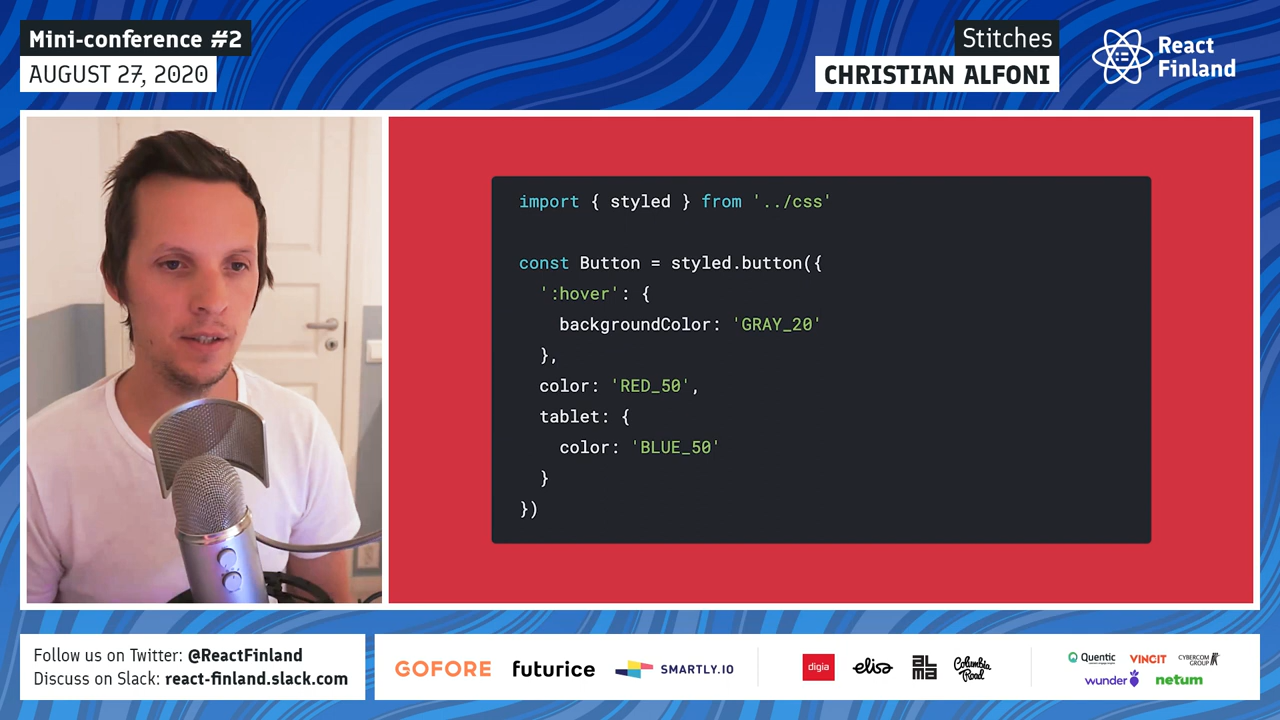 Mini-conference #2
AUGUST 27, 2020
Stitches
CHRISTIAN ALFONI
React
Finland
import { styled } from '../css'
const Button = styled.button({
':hover': {
backgroundColor: 'GRAY_20'
},
color: 'RED_50',
tablet: {
color: 'BLUE_50'
}
})
Follow us on Twitter: @ReactFinland
Discuss on Slack: react-finland.slack.com
GOFORE
futurice
SMARTLY.IO
digia
elisa
ALMA
Columbia
Road
Quentic
VINCIT
CYBERCOM
GROUP
wunder
netum